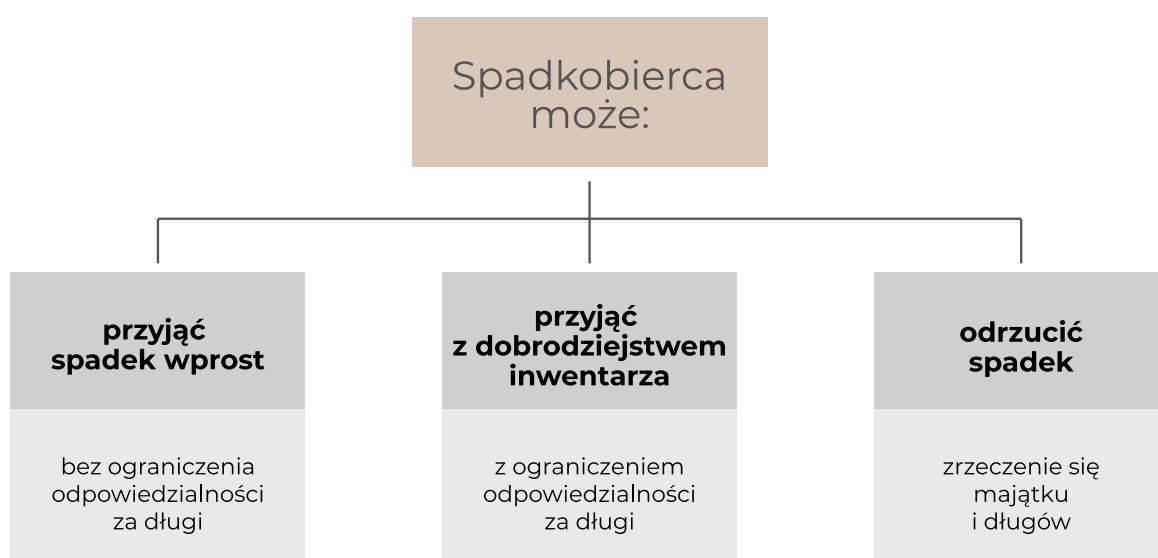 Spadkobierca
może:
przyjąć
spadek wprost
bez ograniczenia
odpowiedzialności
za długi
przyjąć
z dobrodziejstwem
inwentarza
z ograniczeniem
odpowiedzialności
za długi
odrzucić
spadek
zrzeczenie się
majątku
i długów